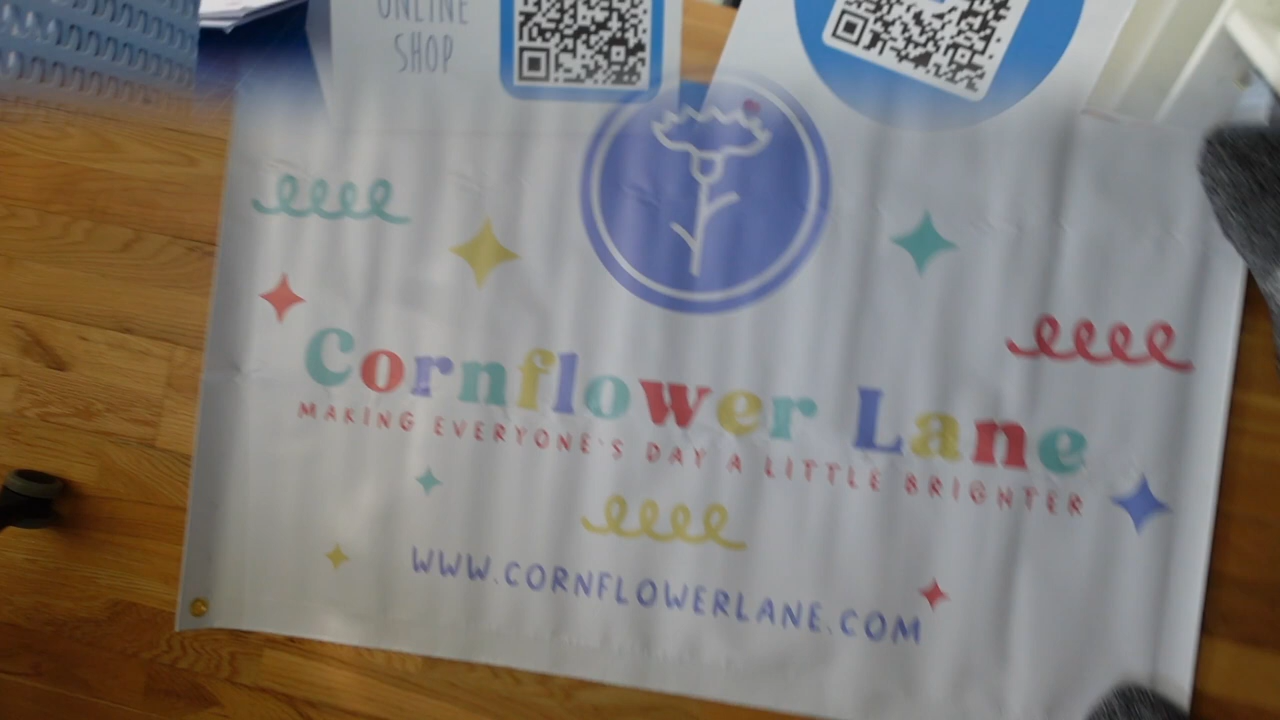 ONLINE
SHOP
Cornflower Lane
MAKING EVERYONE'S DAY A LITTLE BRIGHTER
WWW.CORNFLOWERLANE.COM